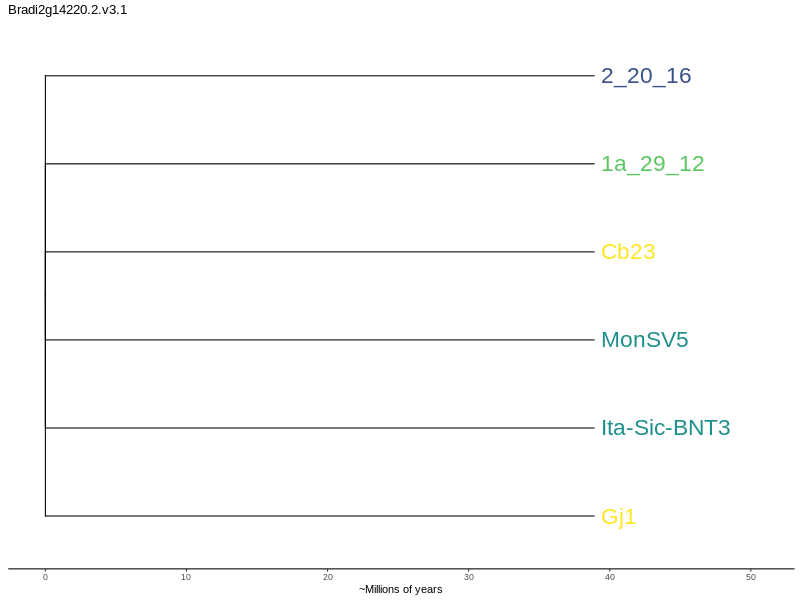 Bradi2g14220.2.v3.1
2_20_16
1a_29_12
Cb23
MonSV5
Ita-Sic-BNT3
Gj1
0 10 20 30 40 50
~Millions of years